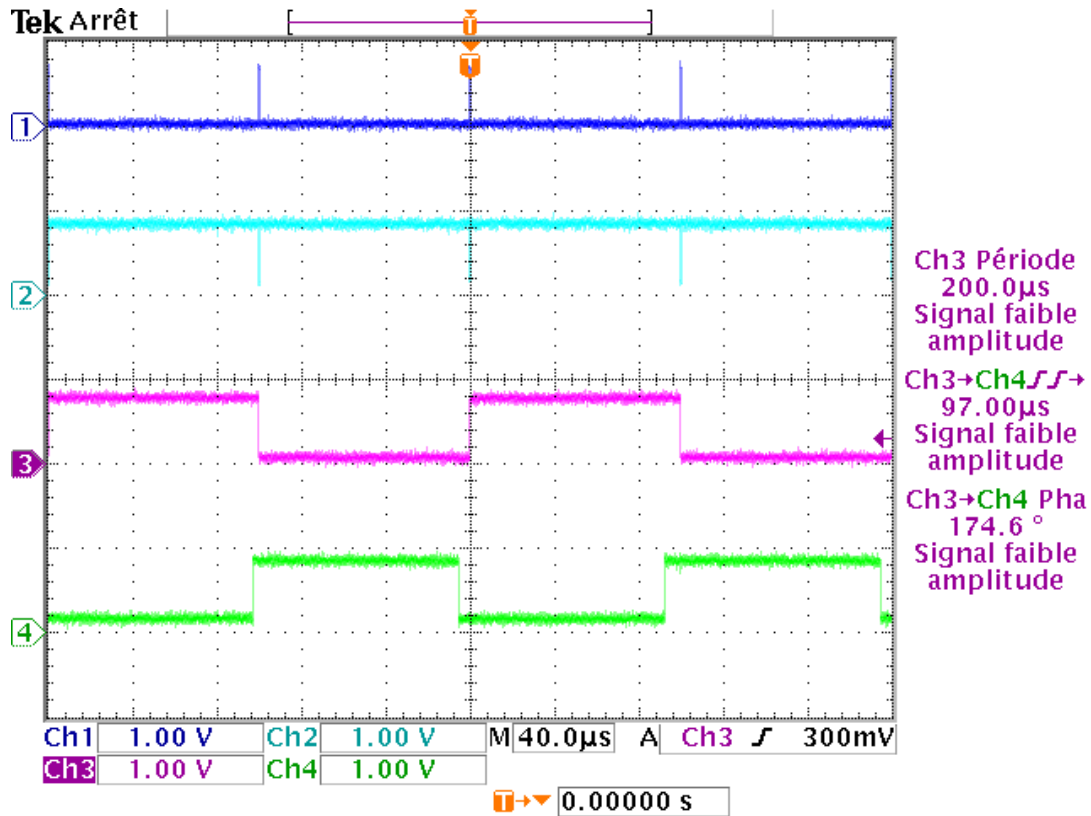 Tek Arrêt
T
T
1
2
3
4
Ch3 Période
200.0µs
Signal faible
amplitude
Ch3→Ch4 ⎍⎍→
97.00µs
Signal faible
amplitude
Ch3→Ch4 Pha
174.6 °
Signal faible
amplitude
Ch1 1.00 V Ch2 1.00 V M 40.0µs A Ch3 ƒ 300mV
Ch3 1.00 V Ch4 1.00 V
T→▼ 0.00000 s